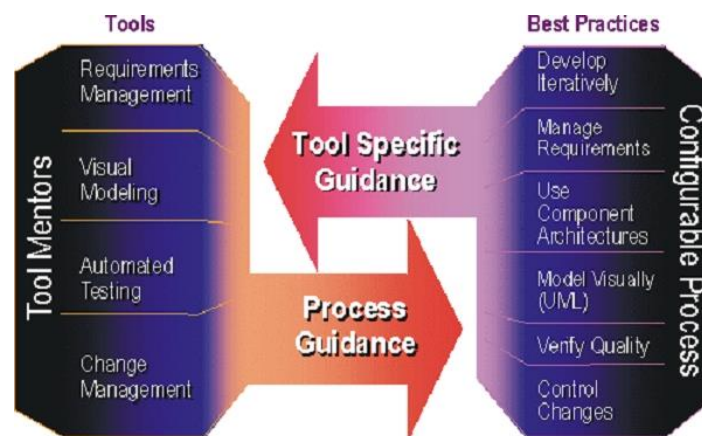 Tools
Best Practices
Tool Mentors
Requirements
Management
Visual
Modeling
Automated
Testing
Change
Management
Tool Specific
Guidance
Process
Guidance
Develop
Iteratively
Manage
Requirements
Use
Component
Architectures
Model Visually
(UML)
Verify Quality
Control
Changes
Configurable Process